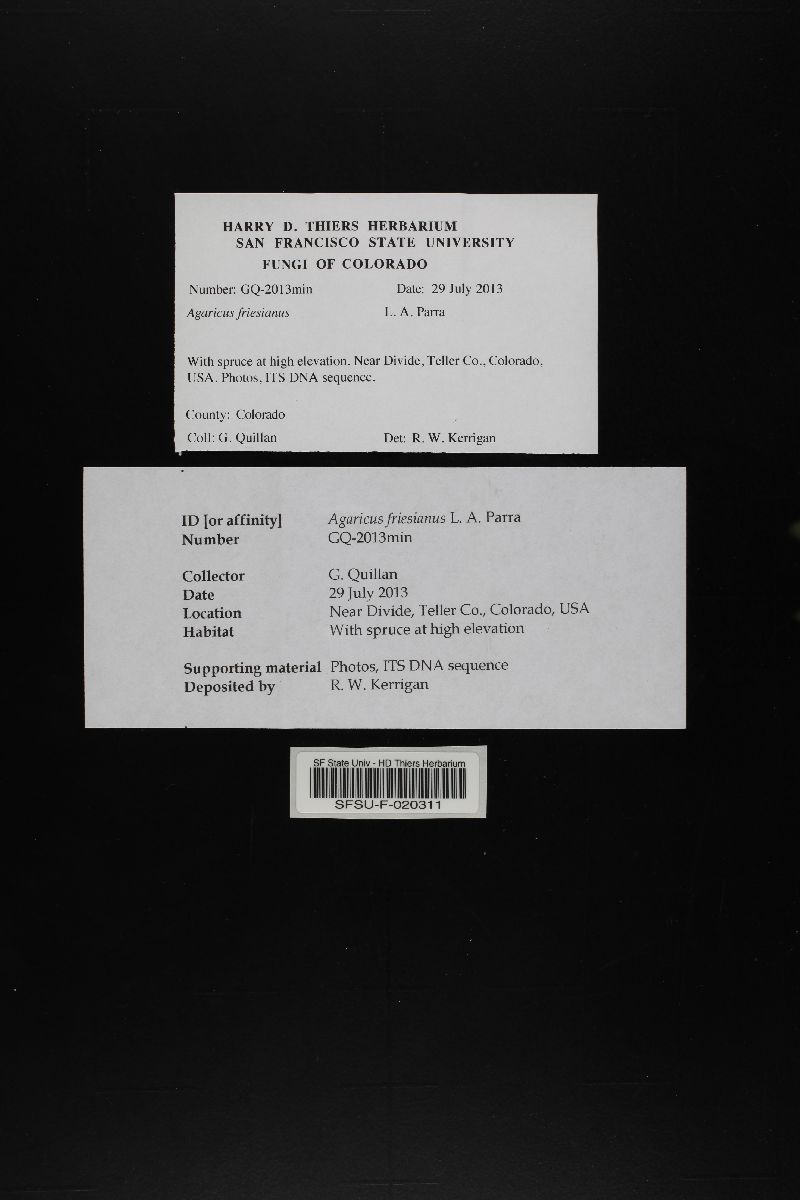 HARRY D. THIERS HERBARIUM
SAN FRANCISCO STATE UNIVERSITY
FUNGI OF COLORADO
Number: GQ-2013min Date: 29 July 2013
Agaricus friesianus L. A. Parra
With spruce at high elevation. Near Divide, Teller Co., Colorado,
USA. Photos, ITS DNA sequence.
County: Colorado
Coll: G. Quillan Det: R. W. Kerrigan
ID [or affinity] Agaricus friesianus L. A. Parra
Number GQ-2013min
Collector G. Quillan
Date 29 July 2013
Location Near Divide, Teller Co., Colorado, USA
Habitat With spruce at high elevation
Supporting material Photos, ITS DNA sequence
Deposited by R. W. Kerrigan
SF State Univ - HD Thiers Herbarium
SFSU-F-020311